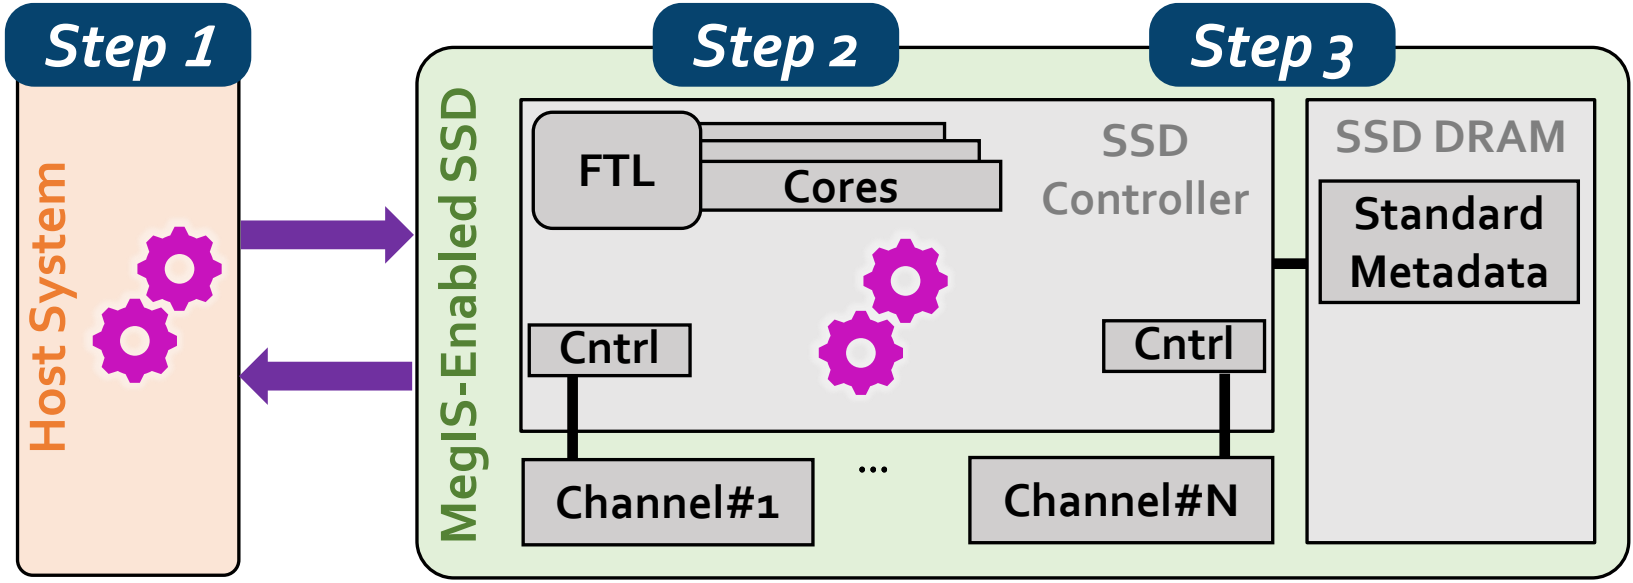 Step 1
Step 2
Step 3
Host System
MegIS-Enabled SSD
FTL
Cores
SSD
Controller
SSD DRAM
Standard
Metadata
Cntrl
Cntrl
Channel#1
...
Channel#N